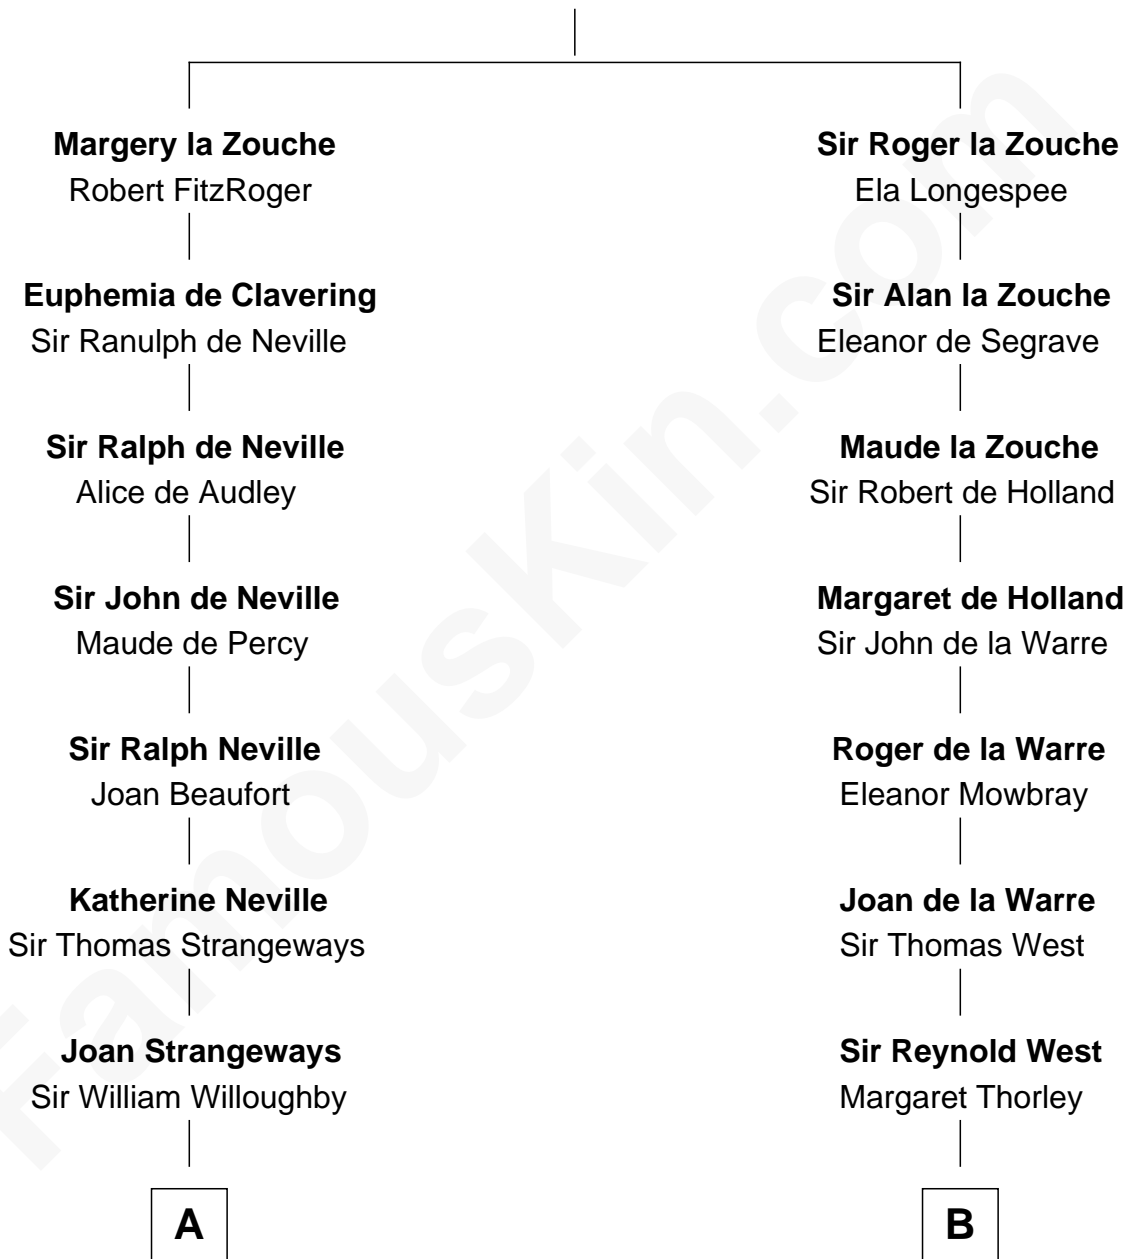 Margery la Zouche
Robert FitzRoger
Euphemia de Clavering
Sir Ranulph de Neville
Sir Ralph de Neville
Alice de Audley
Sir John de Neville
Maude de Percy
Sir Ralph Neville
Joan Beaufort
Katherine Neville
Sir Thomas Strangeways
Joan Strangeways
Sir William Willoughby
A
Sir Roger la Zouche
Ela Longespee
Sir Alan la Zouche
Eleanor de Segrave
Maude la Zouche
Sir Robert de Holland
Margaret de Holland
Sir John de la Warre
Roger de la Warre
Eleanor Mowbray
Joan de la Warre
Sir Thomas West
Sir Reynold West
Margaret Thorley
B
FamousKin.com